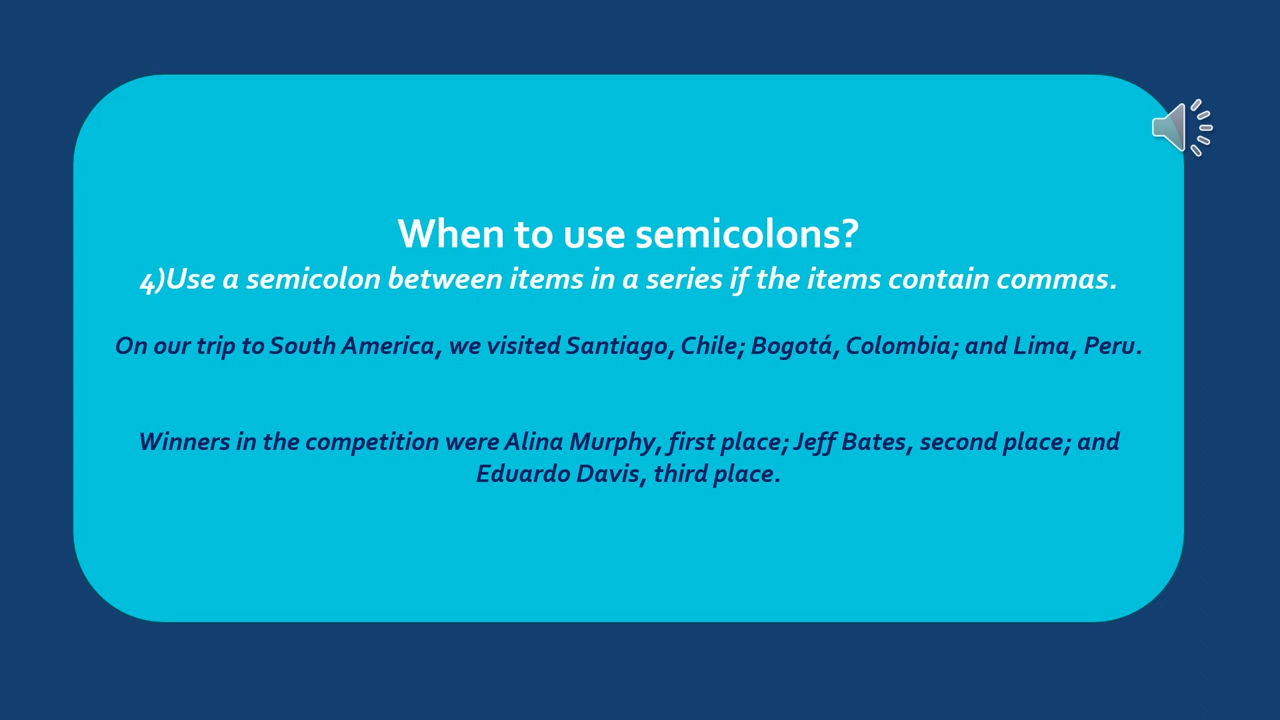 When to use semicolons?
4)Use a semicolon between items in a series if the items contain commas.
On our trip to South America, we visited Santiago, Chile; Bogotá, Colombia; and Lima, Peru.
Winners in the competition were Alina Murphy, first place; Jeff Bates, second place; and
Eduardo Davis, third place.